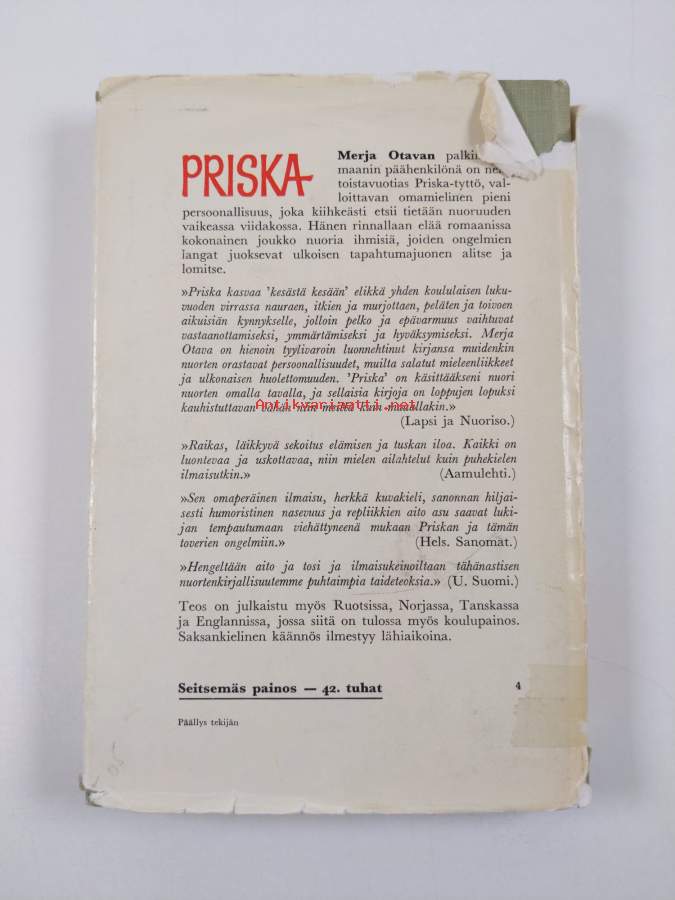 PRISKA
Merja Otavan
maanin päähenkilönä on
toistavuotias Priska-tyttö, val-
loittavan omamielinen pieni
persoonallisuus, joka kiihkeästi etsii tietään nuoruuden
vaikeassa viidakossa. Hänen rinnallaan elää romaanissa
kokonainen joukko nuoria ihmisiä, joiden ongelmien
langat juoksevat ulkoisen tapahtumajuonen alitse ja
lomitse.
»Priska kasvaa 'kesästä kesään' elikkä yhden koululaisen luku-
vuoden virrassa nauraen, itkien ja murjottaen, peläten ja toivoen
aikuisiän kynnykselle, jolloin pelko ja epävarmuus vaihtuvat
vastaanottamiseksi, ymmärtämiseksi ja hyväksymiseksi. Merja
Otava on hienoin tyylivaroin luonnehtinut kirjansa muidenkin
nuorten orastavat persoonallisuudet, muilta salatut mieleenliikkeet
ja ulkonaisen huolettomuuden. 'Priska' on käsittääkseni nuori
nuorten omalla tavalla, ja sellaisia kirjoja on loppujen lopuksi
kauhistuttavan vähän niin meillä kuin muuallakin.»
Antikvariaatti.net
(Lapsi ja Nuoriso.)
»Raikas, läikkyvä sekoitus elämisen ja tuskan iloa. Kaikki on
luontevaa ja uskottavaa, niin mielen ailahtelut kuin puhekielen
ilmaisutkin.» (Aamulehti.)
»Sen omaperäinen ilmaisu, herkkä kuvakieli, sanonnan hiljai-
sesti humoristinen nasevuus ja repliikkien aito asu saavat luki-
jan tempautumaan viehättyneenä mukaan Priskan ja tämän
toverien ongelmiin.» (Hels. Sanomat.)
»Hengeltään aito ja tosi ja ilmaisukeinoiltaan tähänastisen
nuortenkirjallisuutemme puhtaimpia taideteoksia.» (U. Suomi.)
Teos on julkaistu myös Ruotsissa, Norjassa, Tanskassa
ja Englannissa, jossa siitä on tulossa myös koulupainos.
Saksankielinen käännös ilmestyy lähiaikoina.
Seitsemäs painos — 42. tuhat 4
Päällys tekijän